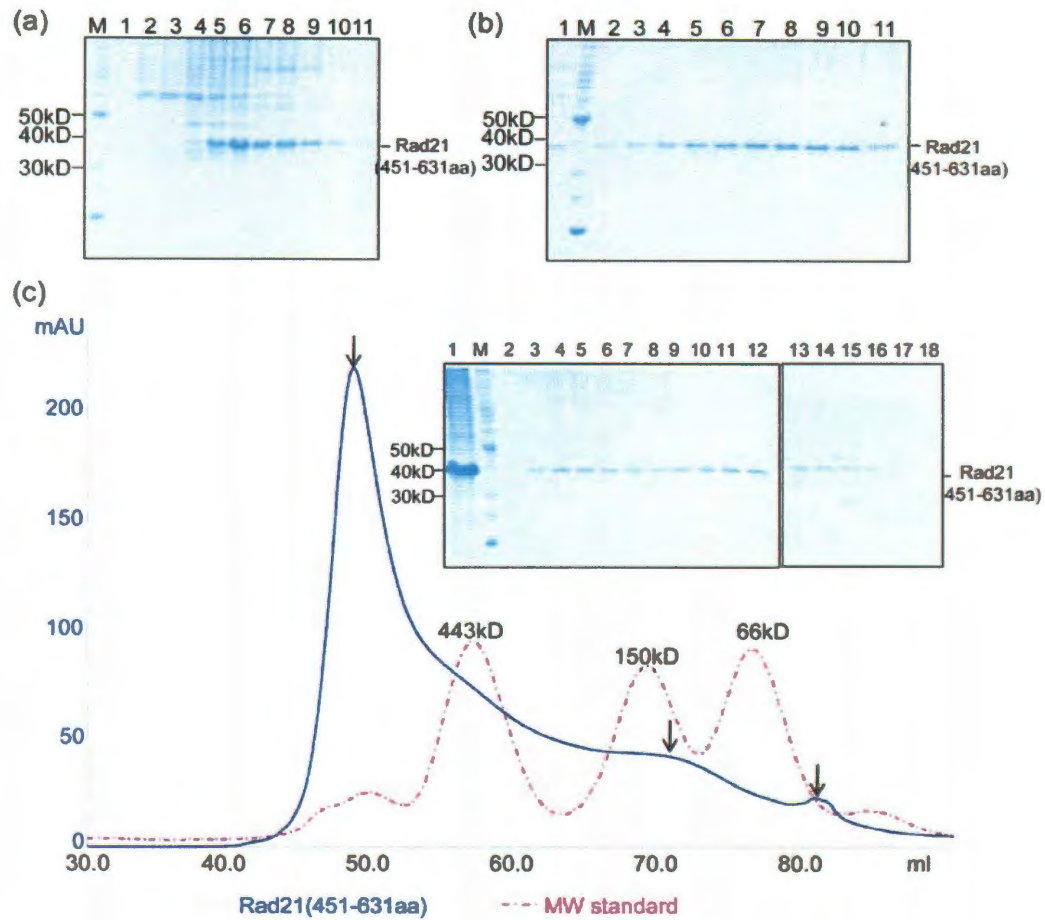 (a)
M 1 2 3 4 5 6 7 8 9 10 11
50kD
40kD
30kD
Rad21
(451-631aa)
(b)
1 M 2 3 4 5 6 7 8 9 10 11
50kD
40kD
30kD
Rad21
(451-631aa)
(c)
mAU
200
150
100
50
0
1 M 2 3 4 5 6 7 8 9 10 11 12 13 14 15 16 17 18
50kD
40kD
30kD
Rad21
451-631aa)
443kD
150kD
66kD
30.0 40.0 50.0 60.0 70.0 80.0 ml
Rad21(451-631aa) MW standard